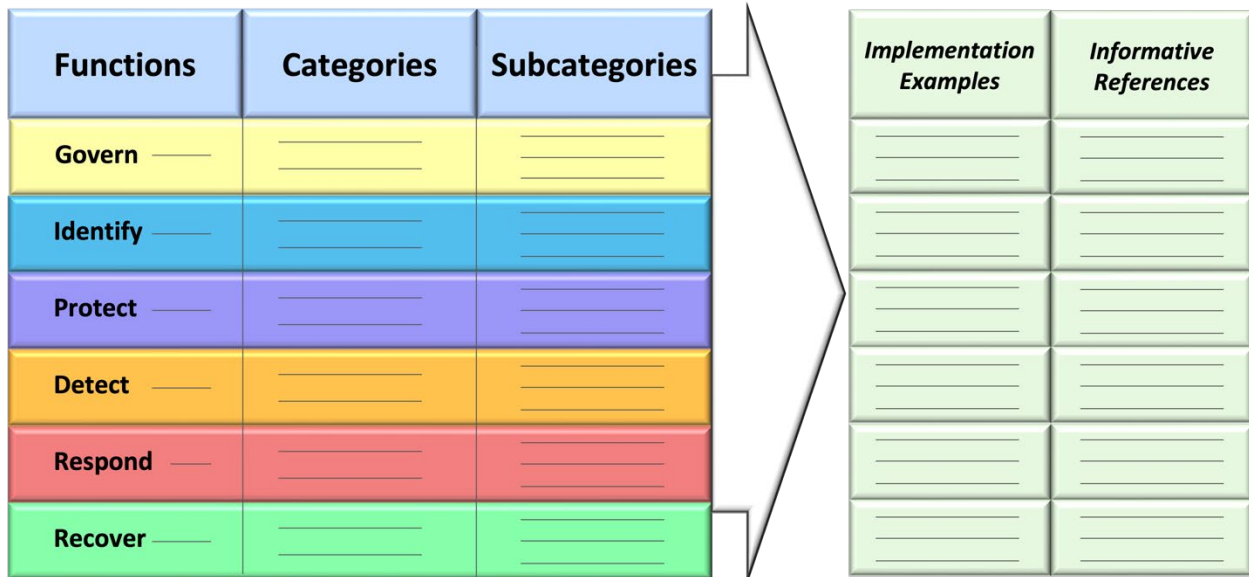 Functions
Categories
Subcategories
Implementation
Examples
Informative
References
Govern
Identify
Protect
Detect
Respond
Recover